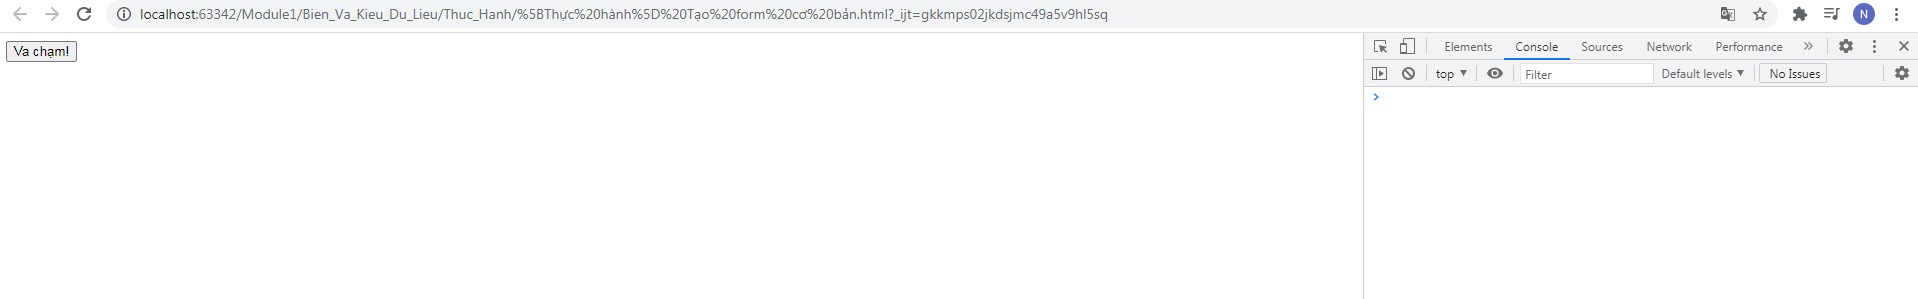 localhost:63342/Module1/Bien_Va_Kieu_Du_Lieu/Thuc_Hanh/%5BThực%20hành%5D%20Tạo%20form%20cơ%20bản.html?_ijt=gkkmps02jkdsjmc49a5v9hl5sq
N
Va chạm!
Elements Console Sources Network Performance »
top ▼ Filter Default levels ▼ No Issues
>